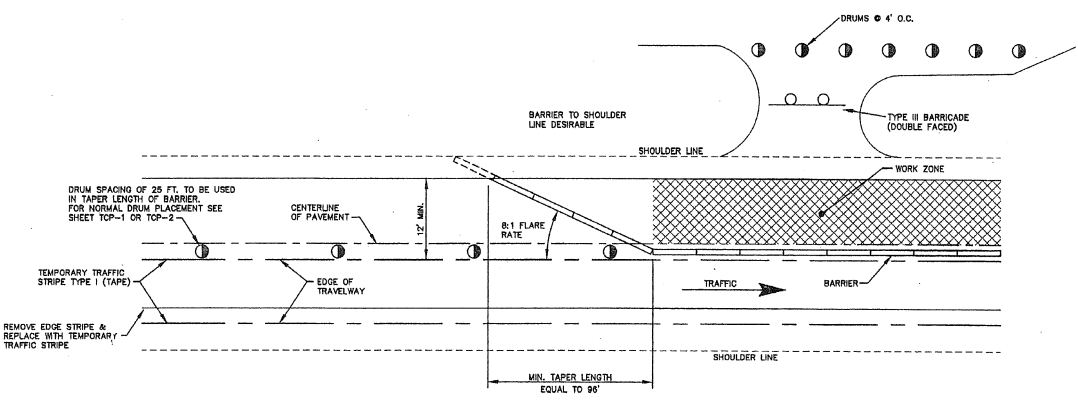 DRUMS @ 4' O.C.
BARRIER TO SHOULDER
LINE DESIRABLE
TYPE III BARRICADE
(DOUBLE FACED)
SHOULDER LINE
WORK ZONE
DRUM SPACING OF 25 FT. TO BE USED
IN TAPER LENGTH OF BARRIER.
FOR NORMAL DRUM PLACEMENT SEE
SHEET TCP-1 OR TCP-2
CENTERLINE
OF PAVEMENT
12' MIN.
8:1 FLARE
RATE
TEMPORARY TRAFFIC
STRIPE TYPE I (TAPE)
EDGE OF
TRAVELWAY
TRAFFIC
BARRIER
REMOVE EDGE STRIPE &
REPLACE WITH TEMPORARY
TRAFFIC STRIPE
SHOULDER LINE
MIN. TAPER LENGTH
EQUAL TO 96'